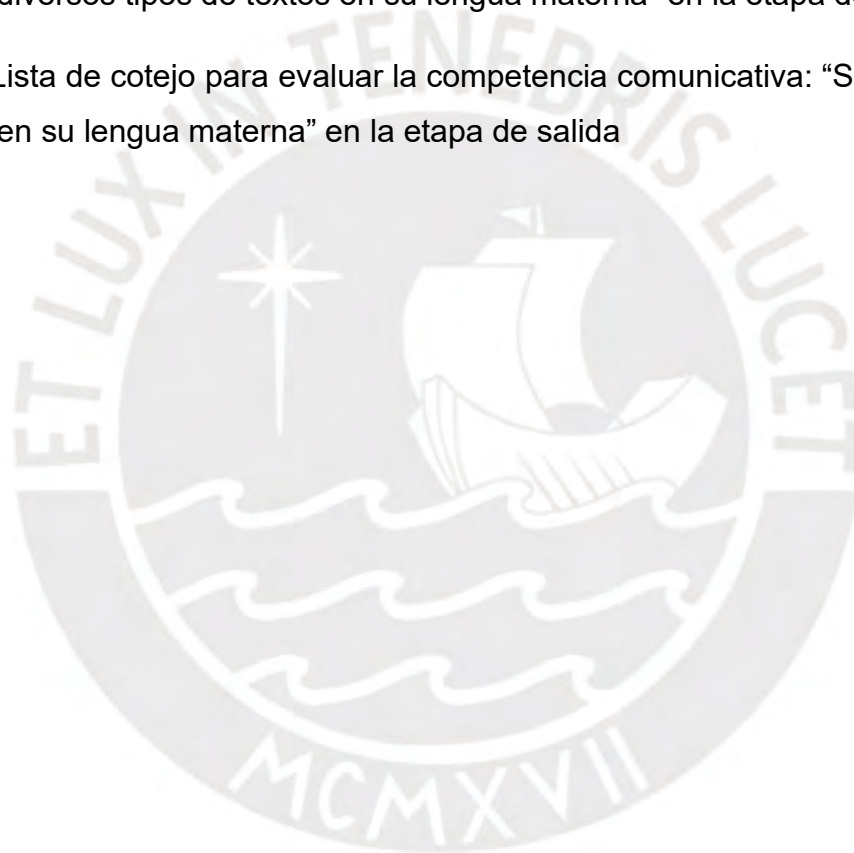 diversos tipos de textos en su lengua materna” en la etapa de
Lista de cotejo para evaluar la competencia comunicativa: “S
en su lengua materna” en la etapa de salida
ET LUX IN TENEBRIS LUCET
MCMXVII